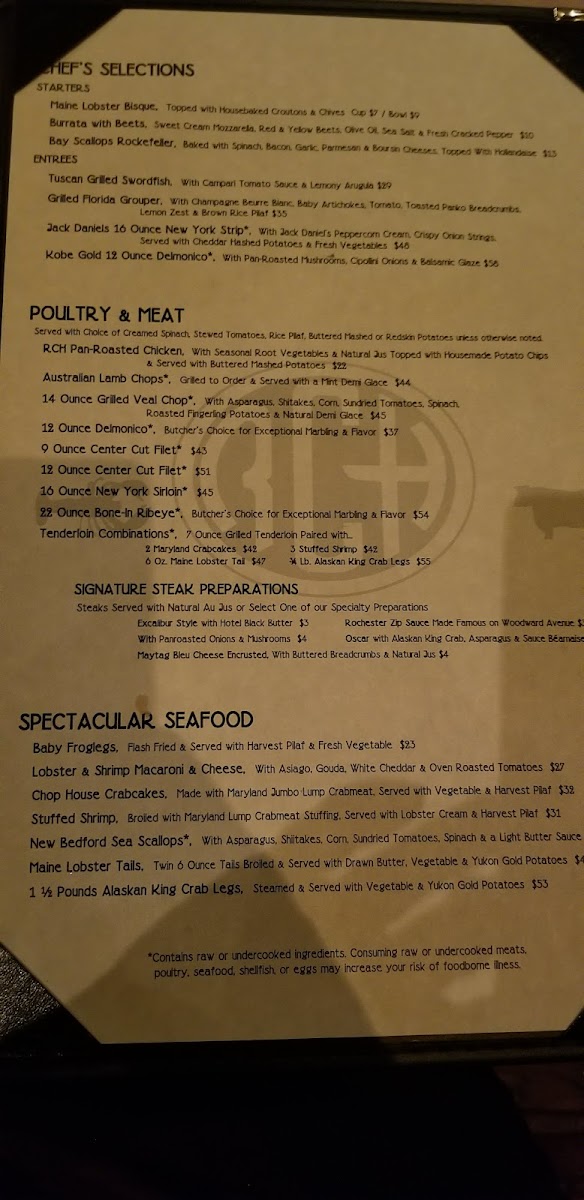 CHEF'S SELECTIONS
STARTERS
Maine Lobster Bisque, Topped with Housebaked Croutons & Chives Cup $7 / Bowl $9
Burrata with Beets, Sweet Cream Mozzarella, Red & Yellow Beets, Olive Oil, Sea Salt & Fresh Cracked Pepper $10
Bay Scallops Rockefeller, Baked with Spinach, Bacon, Garlic, Parmesan & Boursin Cheeses, Topped With Hollandaise $13
ENTREES
Tuscan Grilled Swordfish, With Campari Tomato Sauce & Lemony Arugula $29
Grilled Florida Grouper, With Champagne Beurre Blanc, Baby Artichokes, Tomato, Toasted Panko Breadcrumbs,
Lemon Zest & Brown Rice Pilaf $35
Jack Daniels 16 Ounce New York Strip*, With Jack Daniel's Peppercorn Cream, Crispy Onion Strings,
Served with Cheddar Hashed Potatoes & Fresh Vegetables $48
Kobe Gold 12 Ounce Delmonico*, With Pan-Roasted Mushrooms, Cipollini Onions & Balsamic Glaze $56
POULTRY & MEAT
Served with Choice of Creamed Spinach, Stewed Tomatoes, Rice Pilaf, Buttered Mashed or Redskin Potatoes unless otherwise noted.
RCH Pan-Roasted Chicken, With Seasonal Root Vegetables & Natural Jus Topped with Housemade Potato Chips
& Served with Buttered Mashed Potatoes $22
Australian Lamb Chops*, Grilled to Order & Served with a Mint Demi Glace $44
14 Ounce Grilled Veal Chop*, With Asparagus, Shitakes, Corn, Sundried Tomatoes, Spinach,
Roasted Fingerling Potatoes & Natural Demi Glace $45
12 Ounce Delmonico*, Butcher's Choice for Exceptional Marbling & Flavor $37
9 Ounce Center Cut Filet* $43
12 Ounce Center Cut Filet* $51
16 Ounce New York Sirloin* $45
22 Ounce Bone-In Ribeye*, Butcher's Choice for Exceptional Marbling & Flavor $54
Tenderloin Combinations*, 7 Ounce Grilled Tenderloin Paired with...
2 Maryland Crabcakes $42 3 Stuffed Shrimp $42
6 Oz. Maine Lobster Tail $47 ¾ Lb. Alaskan King Crab Legs $55
SIGNATURE STEAK PREPARATIONS
Steaks Served with Natural Au Jus or Select One of our Specialty Preparations
Excalibur Style with Hotel Black Butter $3 Rochester Zip Sauce Made Famous on Woodward Avenue
With Panroasted Onions & Mushrooms $4 Oscar with Alaskan King Crab, Asparagus & Sauce Béarnaise
Maytag Bleu Cheese Encrusted, With Buttered Breadcrumbs & Natural Jus $4
SPECTACULAR SEAFOOD
Baby Froglegs, Flash Fried & Served with Harvest Pilaf & Fresh Vegetable $23
Lobster & Shrimp Macaroni & Cheese, With Asiago, Gouda, White Cheddar & Oven Roasted Tomatoes $27
Chop House Crabcakes, Made with Maryland Jumbo Lump Crabmeat, Served with Vegetable & Harvest Pilaf $32
Stuffed Shrimp, Broiled with Maryland Lump Crabmeat Stuffing, Served with Lobster Cream & Harvest Pilaf $31
New Bedford Sea Scallops*, With Asparagus, Shiitakes, Corn, Sundried Tomatoes, Spinach & a Light Butter Sauce
Maine Lobster Tails, Twin 6 Ounce Tails Broiled & Served with Drawn Butter, Vegetable & Yukon Gold Potatoes
1 ½ Pounds Alaskan King Crab Legs, Steamed & Served with Vegetable & Yukon Gold Potatoes $53
*Contains raw or undercooked ingredients. Consuming raw or undercooked meats,
poultry, seafood, shellfish, or eggs may increase your risk of foodborne illness.